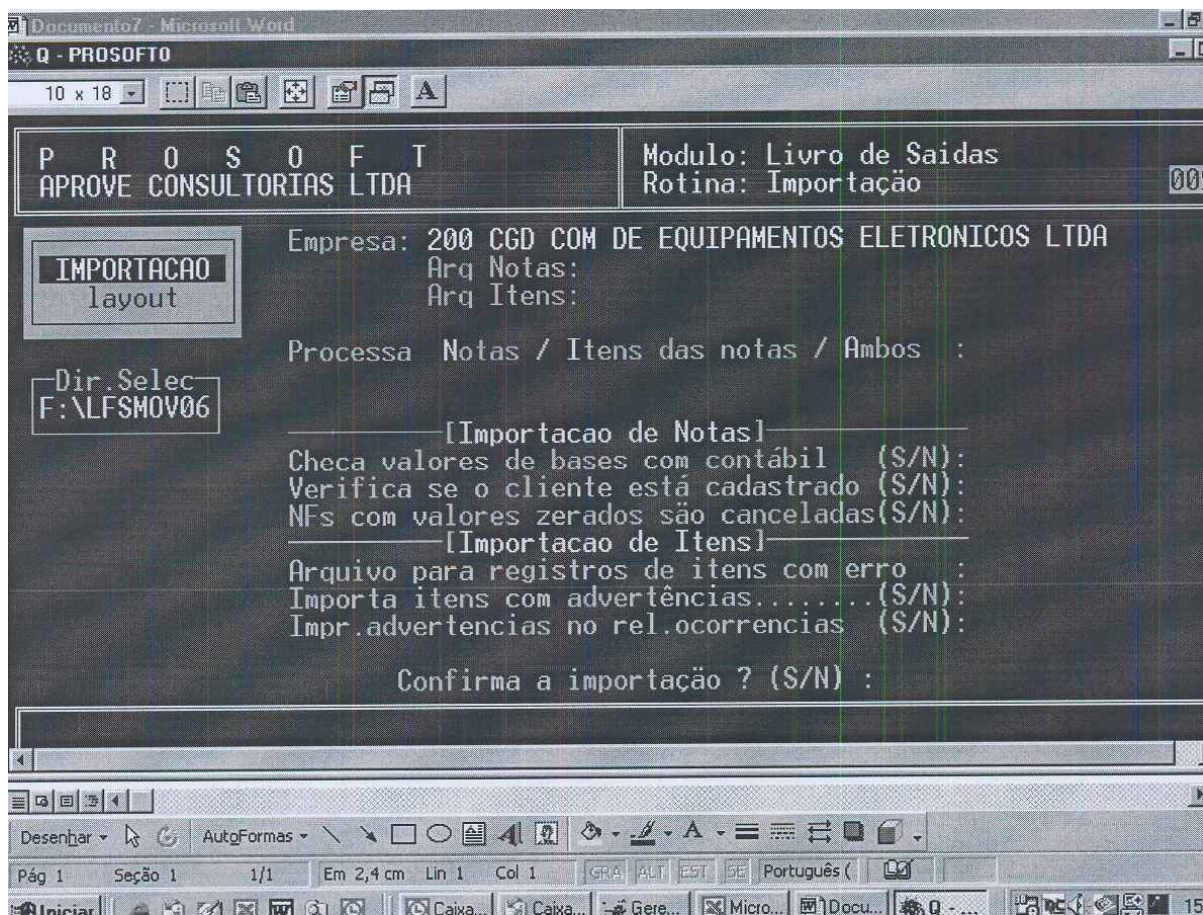 Documento7 - Microsoft Word
Q - PROSOFT0
10 x 18
A
P R O S O F T
APROVE CONSULTORIAS LTDA
Modulo: Livro de Saidas
Rotina: Importaçäo
IMPORTACAO
layout
Dir.Selec
F:\LFSMOV06
Empresa: 200 CGD COM DE EQUIPAMENTOS ELETRONICOS LTDA
Arq Notas:
Arq Itens:
Processa Notas / Itens das notas / Ambos :
[Importacao de Notas]
Checa valores de bases com contábil (S/N):
Verifica se o cliente está cadastrado (S/N):
NFs com valores zerados säo canceladas(S/N):
[Importacao de Itens]
Arquivo para registros de itens com erro :
Importa itens com advertências........(S/N):
Impr.advertencias no rel.ocorrencias (S/N):
Confirma a importaçäo ? (S/N) :
Desenhar AutoFormas
Pág 1 Seção 1 1/1 Em 2,4 cm Lin 1 Col 1 GRA ALT EST SE Português (
Iniciar Caixa... Caixa... Gere... Micro... Docu... Q -...